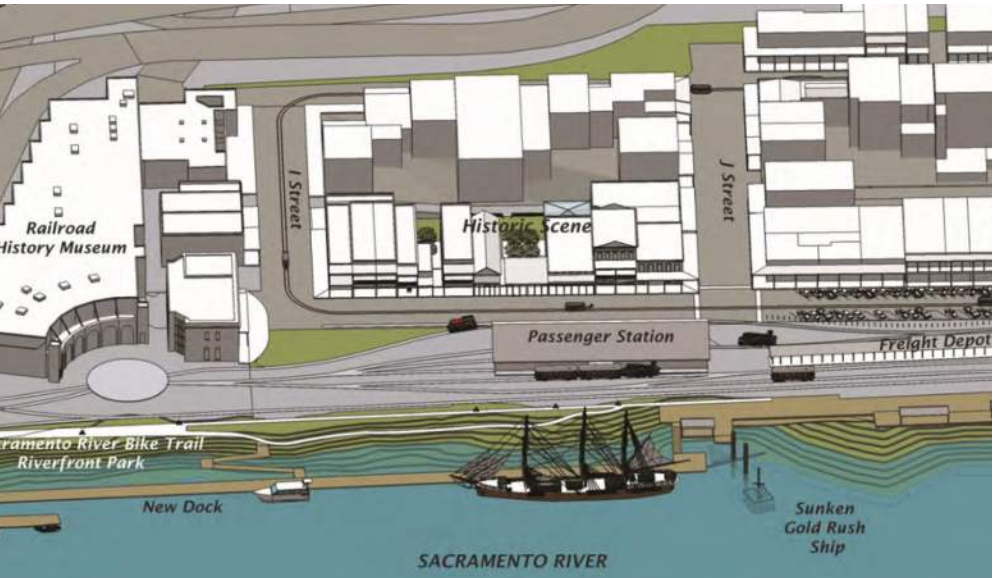 I Street
J Street
Railroad
History Museum
Historic Scene
Passenger Station
Freight Depot
cramento River Bike Trail
Riverfront Park
New Dock
Sunken
Gold Rush
Ship
SACRAMENTO RIVER